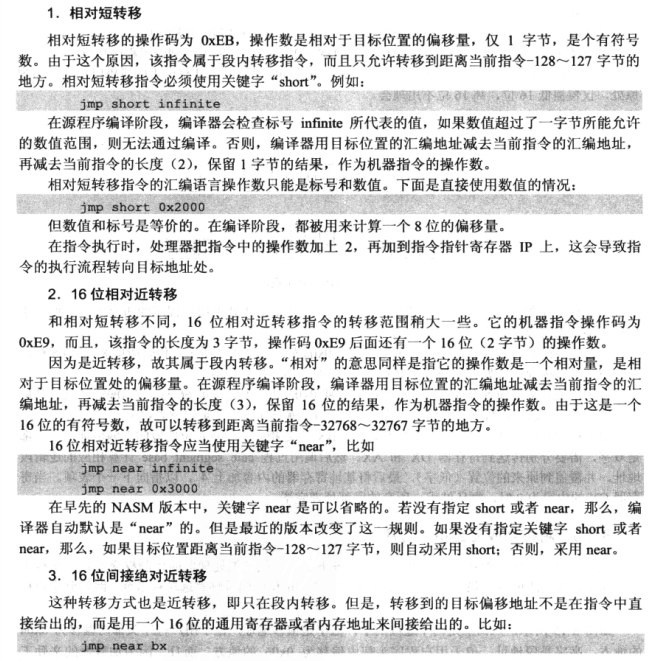 1．相对短转移
相对短转移的操作码为 0xEB，操作数是相对于目标位置的偏移量，仅 1 字节，是个有符号
数。由于这个原因，该指令属于段内转移指令，而且只允许转移到距离当前指令-128～127 字节的
地方。相对短转移指令必须使用关键字“short”。例如：
jmp short infinite
在源程序编译阶段，编译器会检查标号 infinite 所代表的值，如果数值超过了一字节所能允许
的数值范围，则无法通过编译。否则，编译器用目标位置的汇编地址减去当前指令的汇编地址，
再减去当前指令的长度（2），保留 1 字节的结果，作为机器指令的操作数。
相对短转移指令的汇编语言操作数只能是标号和数值。下面是直接使用数值的情况：
jmp short 0x2000
但数值和标号是等价的。在编译阶段，都被用来计算一个 8 位的偏移量。
在指令执行时，处理器把指令中的操作数加上 2，再加到指令指针寄存器 IP 上，这会导致指
令的执行流程转向目标地址处。
2．16 位相对近转移
和相对短转移不同，16 位相对近转移指令的转移范围稍大一些。它的机器指令操作码为
0xE9，而且，该指令的长度为 3 字节，操作码 0xE9 后面还有一个 16 位（2 字节）的操作数。
因为是近转移，故其属于段内转移。“相对”的意思同样是指它的操作数是一个相对量，是相
对于目标位置处的偏移量。在源程序编译阶段，编译器用目标位置的汇编地址减去当前指令的汇
编地址，再减去当前指令的长度（3），保留 16 位的结果，作为机器指令的操作数。由于这是一个
16 位的有符号数，故可以转移到距离当前指令-32768～32767 字节的地方。
16 位相对近转移指令应当使用关键字“near”，比如
jmp near infinite
jmp near 0x3000
在早先的 NASM 版本中，关键字 near 是可以省略的。若没有指定 short 或者 near，那么，编
译器自动默认是“near”的。但是最近的版本改变了这一规则。如果没有指定关键字 short 或者
near，那么，如果目标位置距离当前指令-128～127 字节，则自动采用 short；否则，采用 near。
3．16 位间接绝对近转移
这种转移方式也是近转移，即只在段内转移。但是，转移到的目标偏移地址不是在指令中直
接给出的，而是用一个 16 位的通用寄存器或者内存地址来间接给出的。比如：
jmp near bx